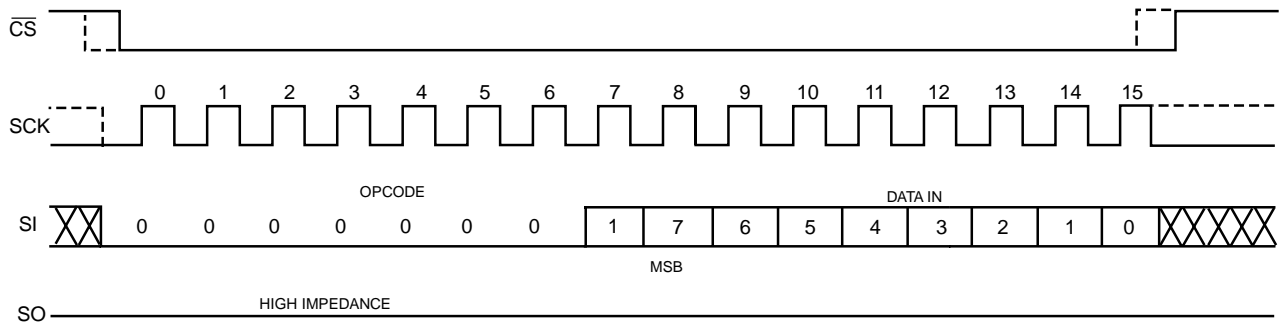 CS
0 1 2 3 4 5 6 7 8 9 10 11 12 13 14 15
SCK
OPCODE DATA IN
SI 0 0 0 0 0 0 0 1 7 6 5 4 3 2 1 0
MSB
HIGH IMPEDANCE
SO